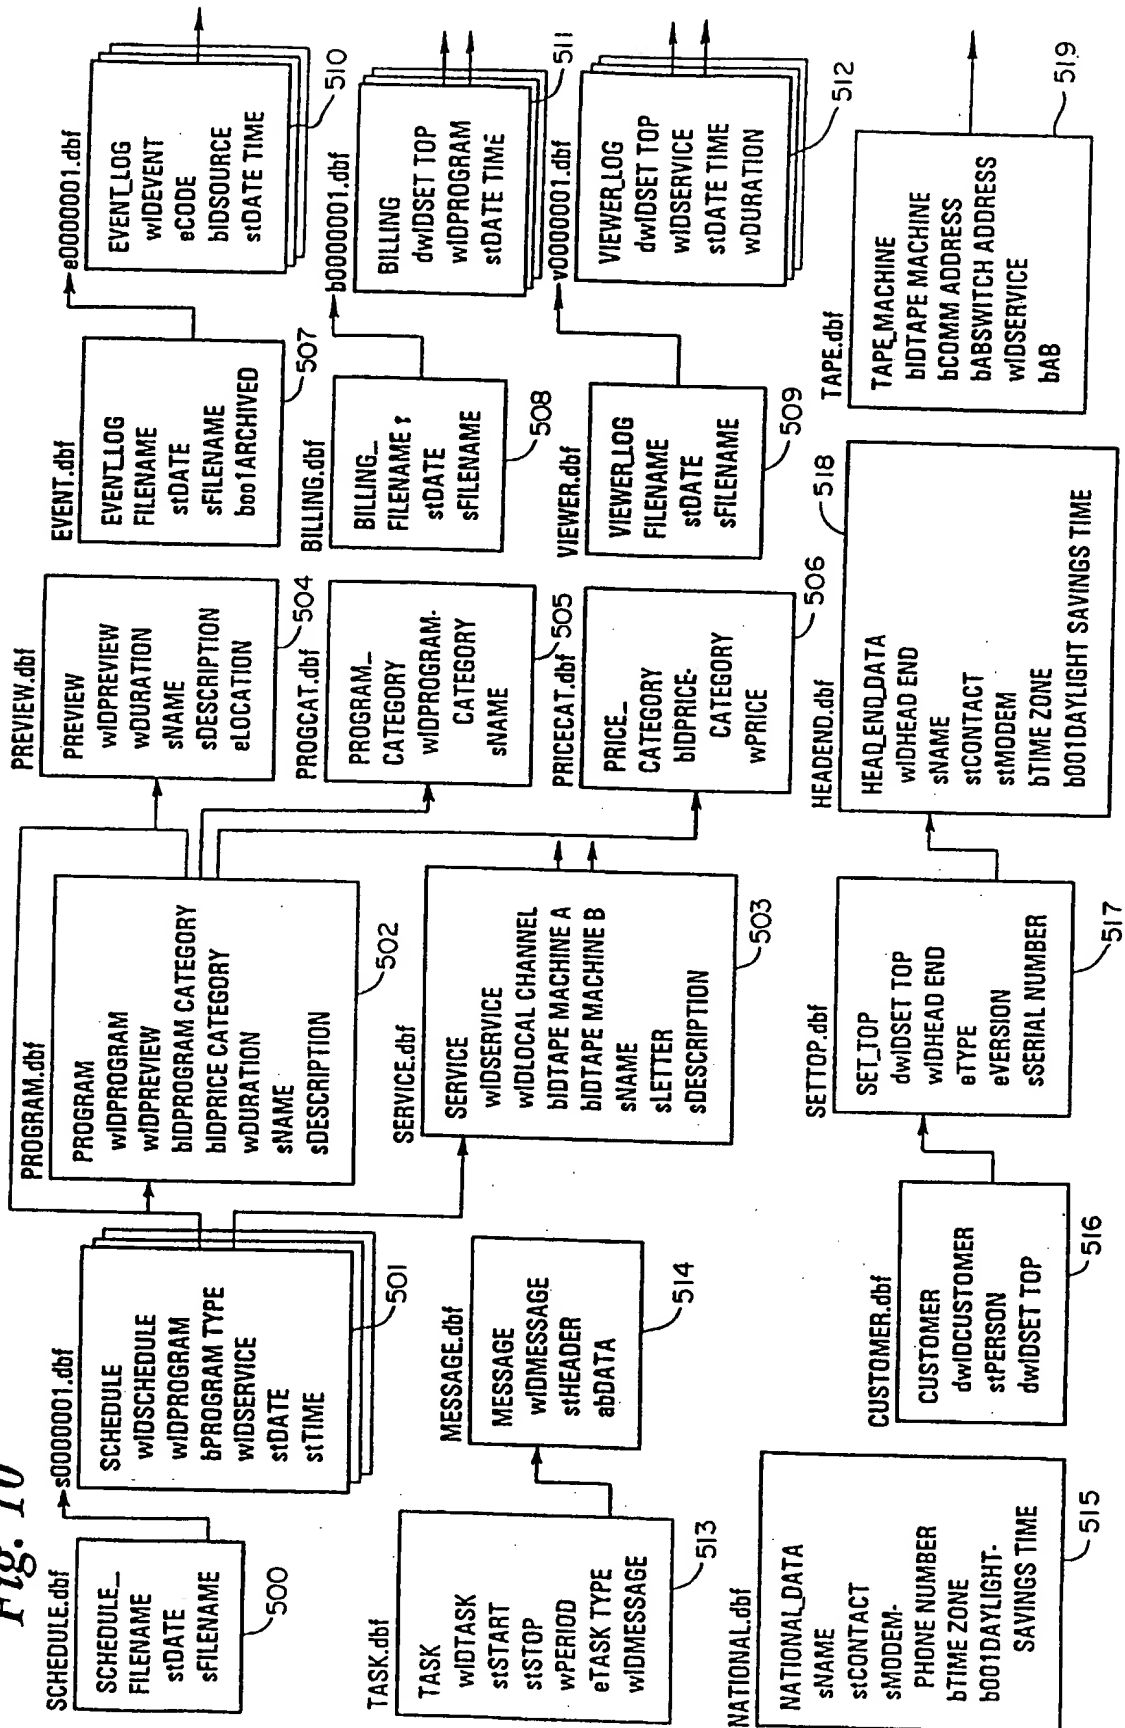 Fig. 10
SCHEDULE.dbf
SCHEDULE_
FILENAME
stDATE
sFILENAME
500
s0000001.dbf
SCHEDULE
wIDSCHEDULE
wIDPROGRAM
bPROGRAM TYPE
wIDSERVICE
stDATE
stTIME
501
PROGRAM.dbf
PROGRAM
wIDPROGRAM
wIDPREVIEW
bIDPROGRAM CATEGORY
bIDPRICE CATEGORY
wDURATION
sNAME
sDESCRIPTION
502
SERVICE.dbf
SERVICE
wIDSERVICE
wIDLOCAL CHANNEL
bIDTAPE MACHINE A
bIDTAPE MACHINE B
sNAME
sLETTER
sDESCRIPTION
503
PREVIEW.dbf
PREVIEW
wIDPREVIEW
wDURATION
sNAME
sDESCRIPTION
eLOCATION
504
PROGCAT.dbf
PROGRAM_
CATEGORY
wIDPROGRAM-
CATEGORY
sNAME
505
PRICECAT.dbf
PRICE_
CATEGORY
bIDPRICE-
CATEGORY
wPRICE
506
EVENT.dbf
EVENT_LOG
FILENAME
stDATE
sFILENAME
boo1ARCHIVED
507
BILLING.dbf
BILLING_
FILENAME
stDATE
sFILENAME
508
VIEWER.dbf
VIEWER_LOG
FILENAME
stDATE
sFILENAME
509
e0000001.dbf
EVENT_LOG
wIDEVENT
eCODE
bIDSOURCE
stDATE TIME
510
b0000001.dbf
BILLING
dwIDSET TOP
wIDPROGRAM
stDATE TIME
511
v0000001.dbf
VIEWER_LOG
dwIDSET TOP
wIDSERVICE
stDATE TIME
wDURATION
512
TASK.dbf
TASK
wIDTASK
stSTART
stSTOP
wPERIOD
eTASK TYPE
wIDMESSAGE
513
MESSAGE.dbf
MESSAGE
wIDMESSAGE
stHEADER
abDATA
514
NATIONAL.dbf
NATIONAL_DATA
sNAME
stCONTACT
sMODEM-
PHONE NUMBER
bTIME ZONE
b001DAYLIGHT-
SAVINGS TIME
515
CUSTOMER.dbf
CUSTOMER
dwIDCUSTOMER
stPERSON
dwIDSET TOP
516
SETTOP.dbf
SET_TOP
dwIDSET TOP
wIDHEAD END
eTYPE
eVERSION
sSERIAL NUMBER
517
HEADEND.dbf
HEAD_END_DATA
wIDHEAD END
sNAME
stCONTACT
stMODEM
bTIME ZONE
b001DAYLIGHT SAVINGS TIME
518
TAPE.dbf
TAPE_MACHINE
bIDTAPE MACHINE
bCOMM ADDRESS
bABSWITCH ADDRESS
wIDSERVICE
bAB
519